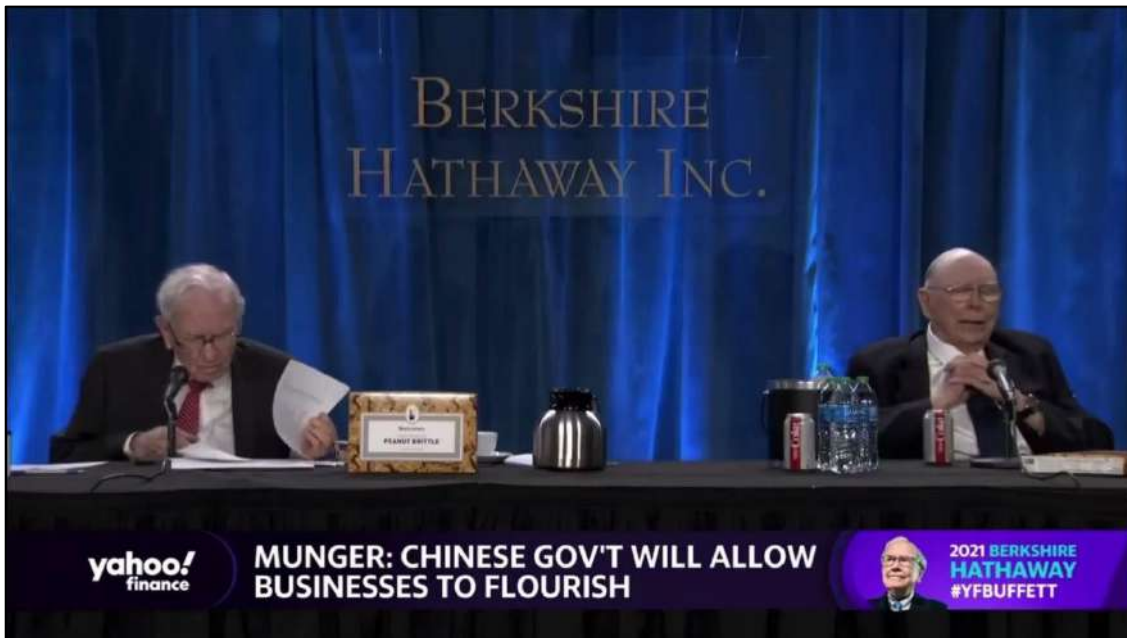 BERKSHIRE
HATHAWAY INC.
PEANUT BRITTLE
yahoo!
finance
MUNGER: CHINESE GOV'T WILL ALLOW
BUSINESSES TO FLOURISH
2021 BERKSHIRE
HATHAWAY
#YFBUFFETT